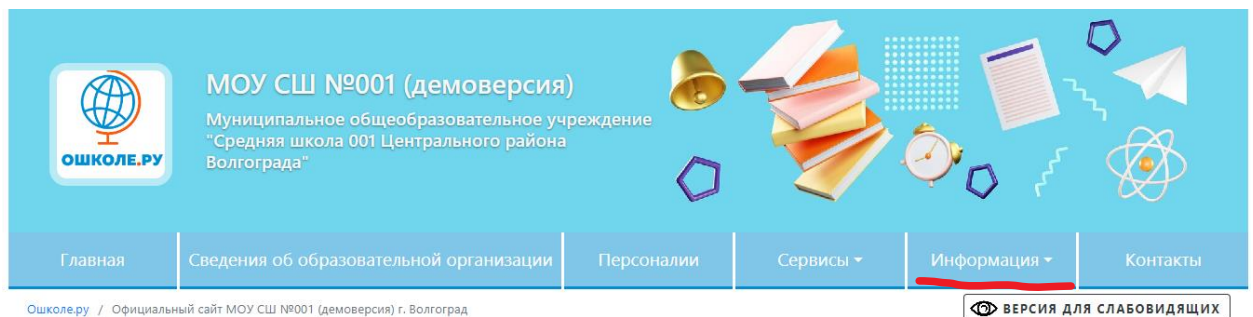 МОУ СШ №001 (демоверсия)
Муниципальное общеобразовательное учреждение
"Средняя школа 001 Центрального района
Волгограда"
ОШКОЛЕ.РУ
Главная
Сведения об образовательной организации
Персоналии
Сервисы
Информация
Контакты
Ошколе.ру / Официальный сайт МОУ СШ №001 (демоверсия) г. Волгоград
ВЕРСИЯ ДЛЯ СЛАБОВИДЯЩИХ